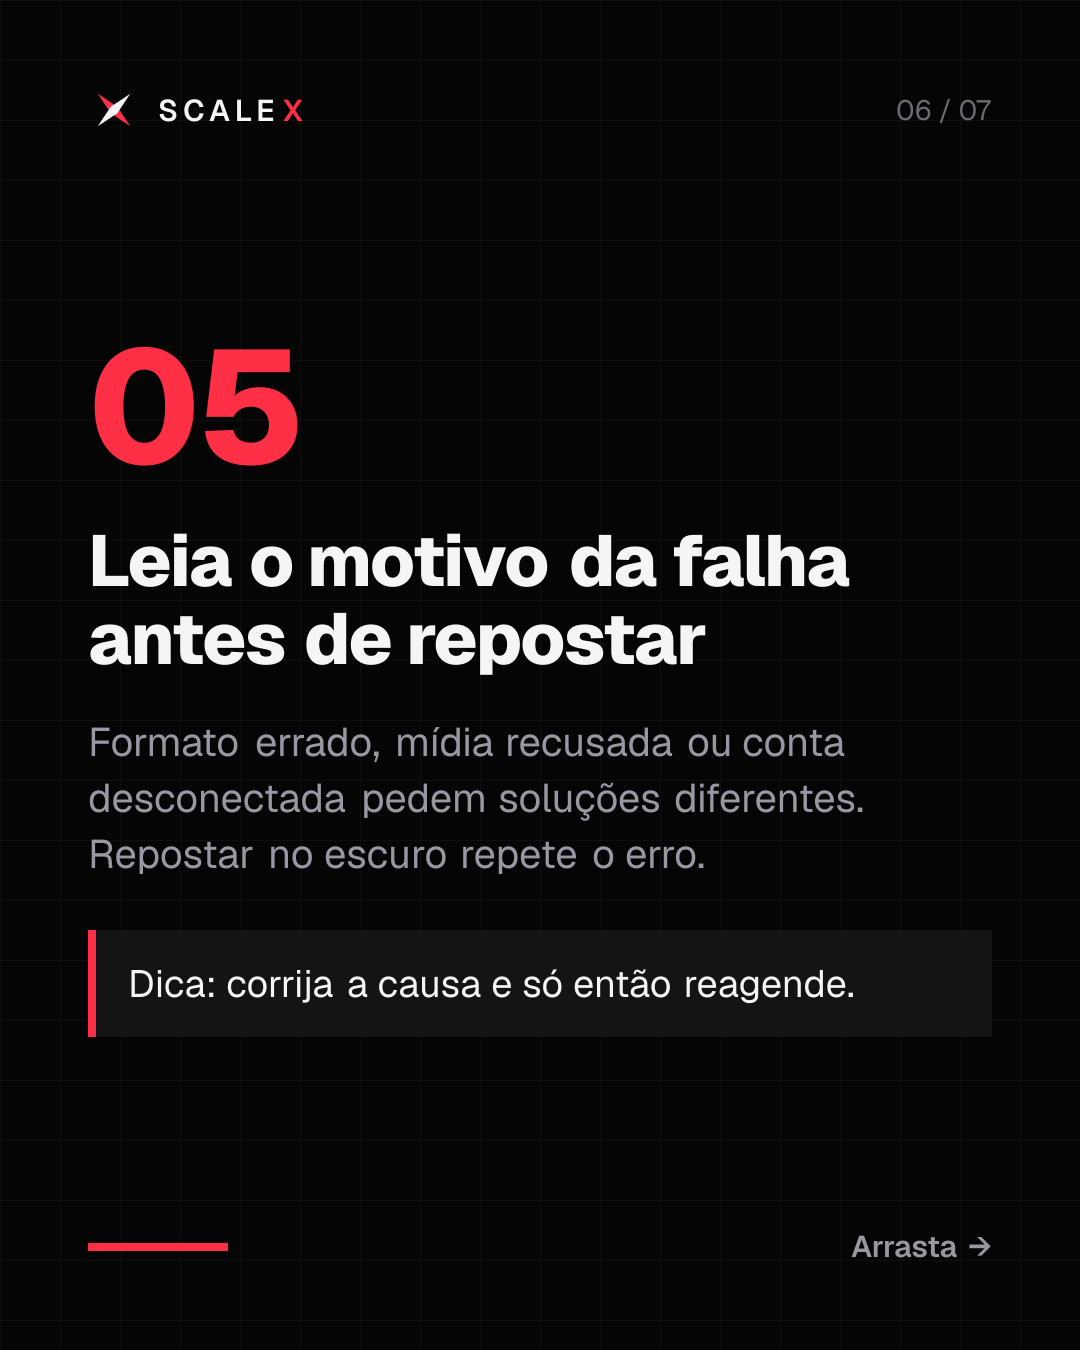 SCALEX
06 / 07
05
Leia o motivo da falha
antes de repostar
Formato errado, mídia recusada ou conta
desconectada pedem soluções diferentes.
Repostar no escuro repete o erro.
Dica: corrija a causa e só então reagende.
Arrasta →